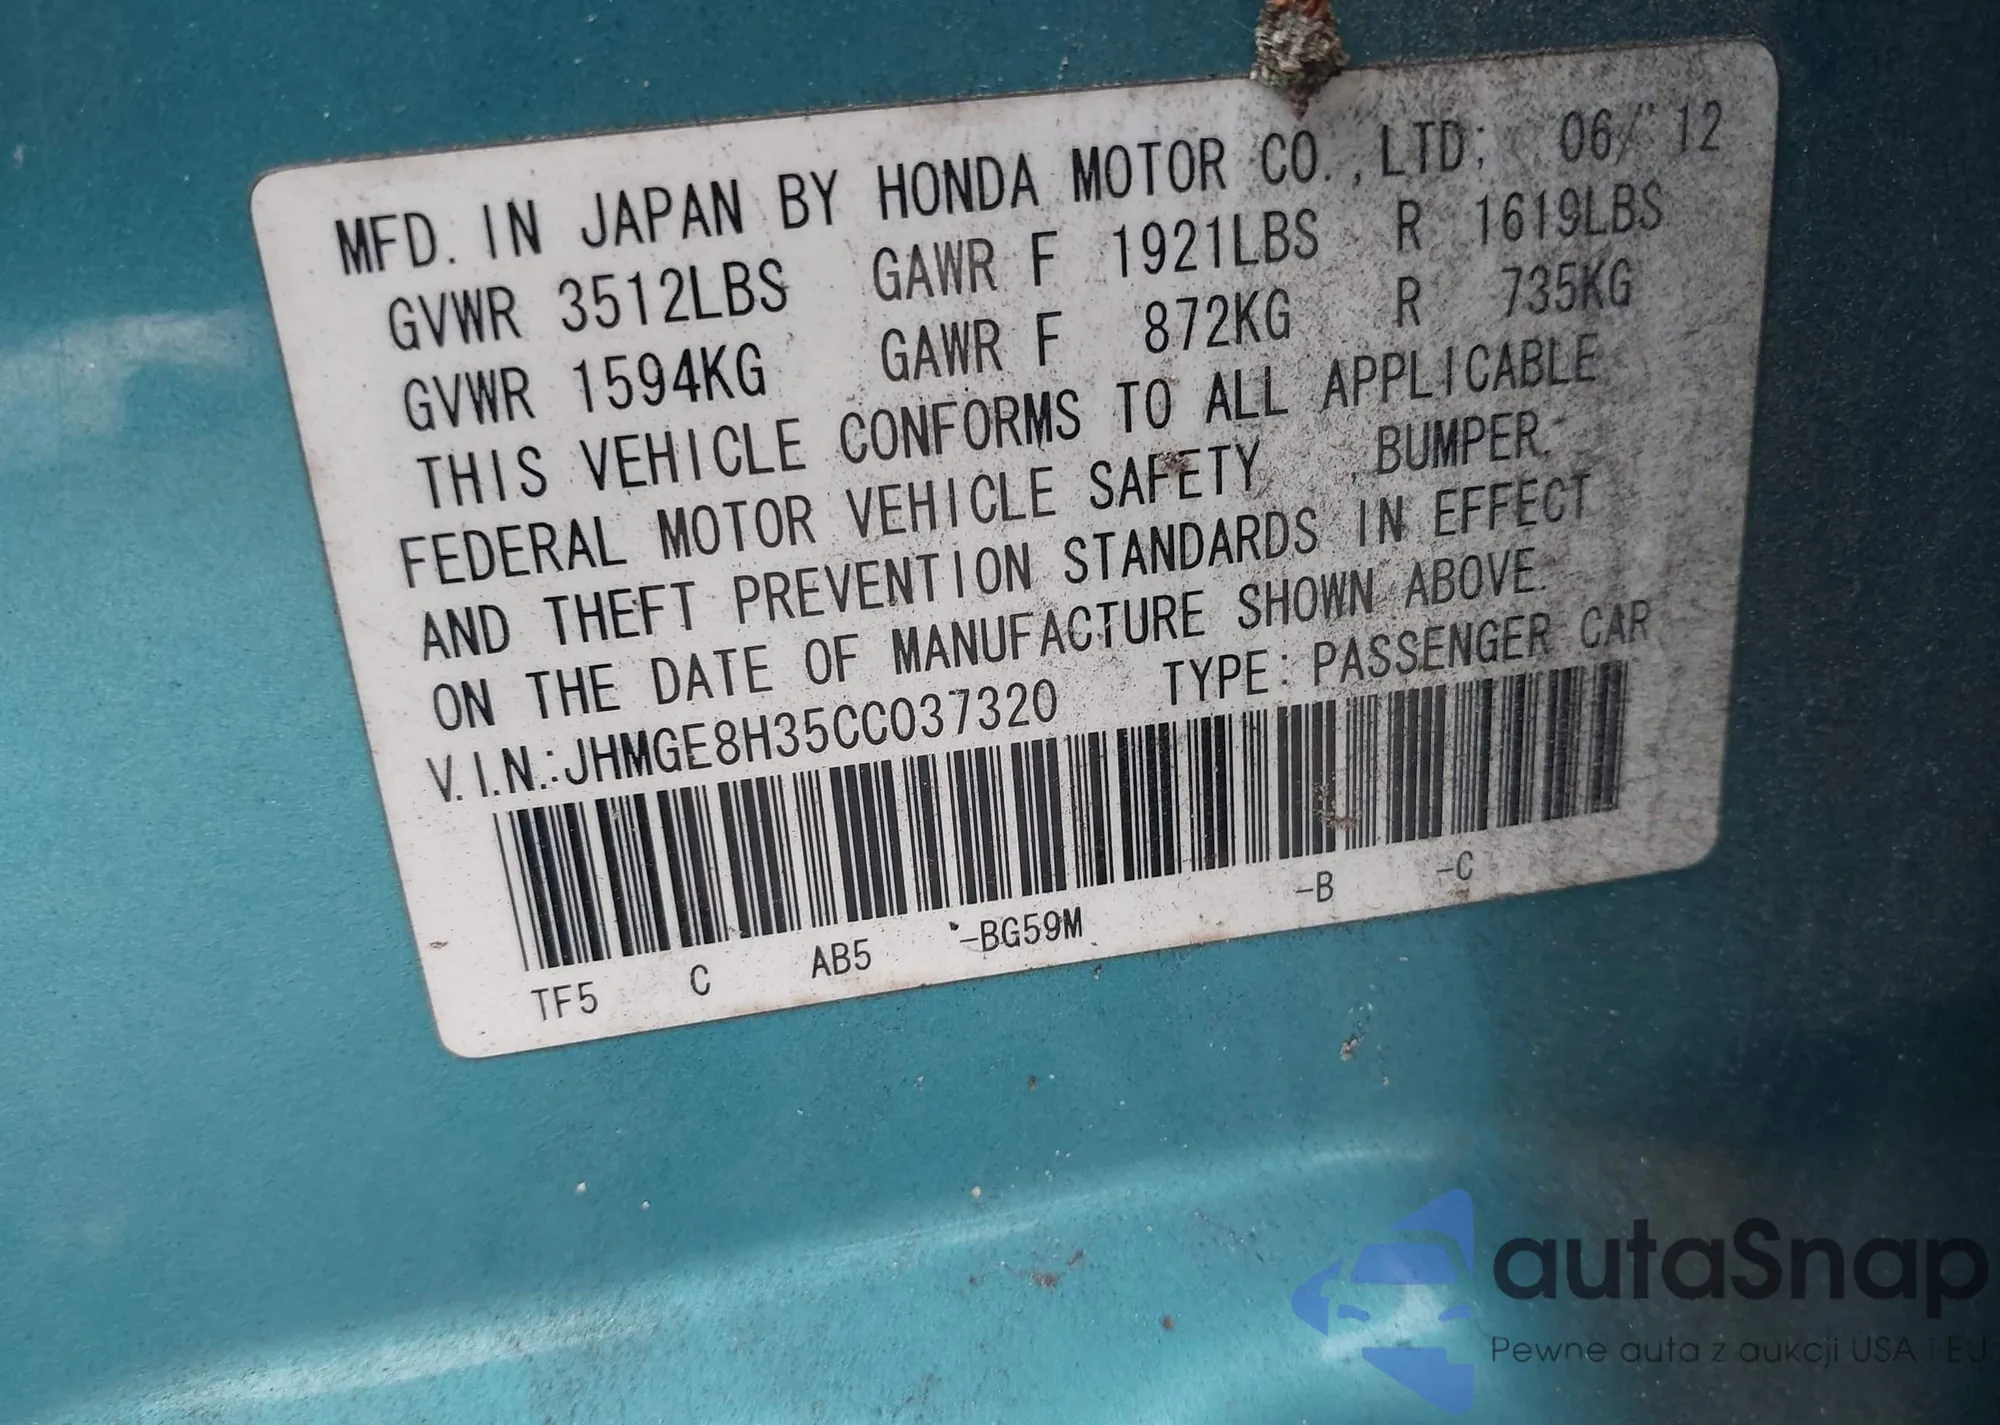 MFD. IN JAPAN BY HONDA MOTOR CO., LTD; 06/ 12
GVWR 3512LBS GAWR F 1921LBS R 1619LBS
GVWR 1594KG GAWR F 872KG R 735KG
THIS VEHICLE CONFORMS TO ALL APPLICABLE
FEDERAL MOTOR VEHICLE SAFETY, BUMPER,
AND THEFT PREVENTION STANDARDS IN EFFECT
ON THE DATE OF MANUFACTURE SHOWN ABOVE.
V.I.N.:JHMGE8H35CC037320 TYPE: PASSENGER CAR
TF5 C AB5 -BG59M -B -C
autaSnap
Pewne auta z aukcji USA i EU